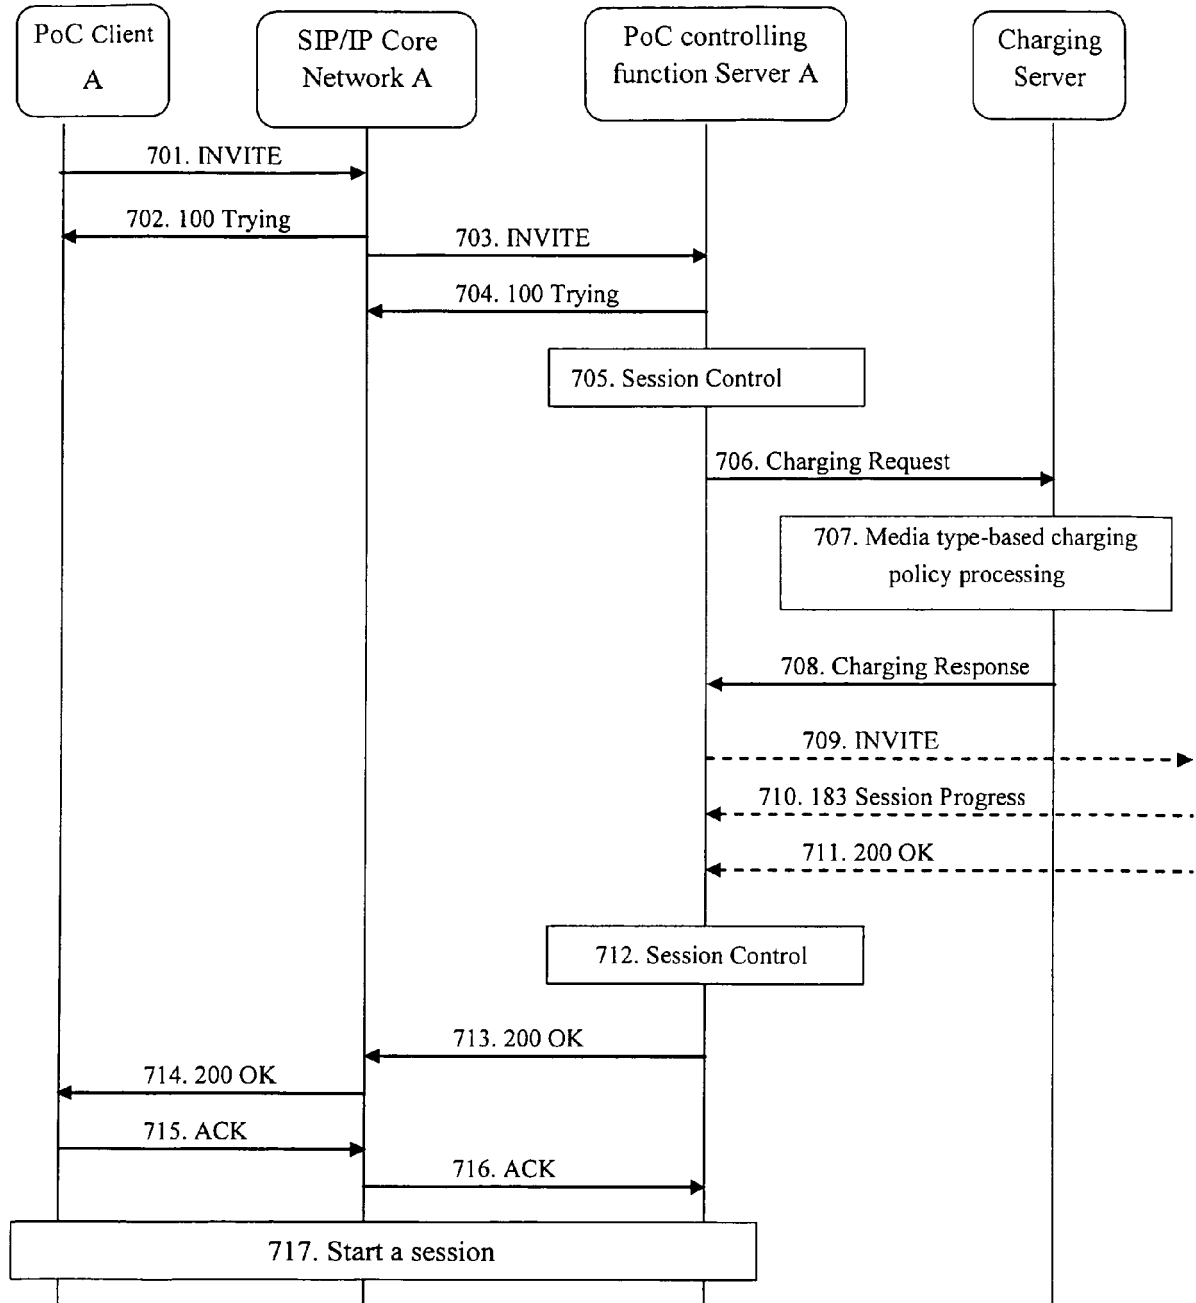 PoC Client
A
SIP/IP Core
Network A
PoC controlling
function Server A
Charging
Server
701. INVITE
702. 100 Trying
703. INVITE
704. 100 Trying
705. Session Control
706. Charging Request
707. Media type-based charging
policy processing
708. Charging Response
709. INVITE
710. 183 Session Progress
711. 200 OK
712. Session Control
713. 200 OK
714. 200 OK
715. ACK
716. ACK
717. Start a session